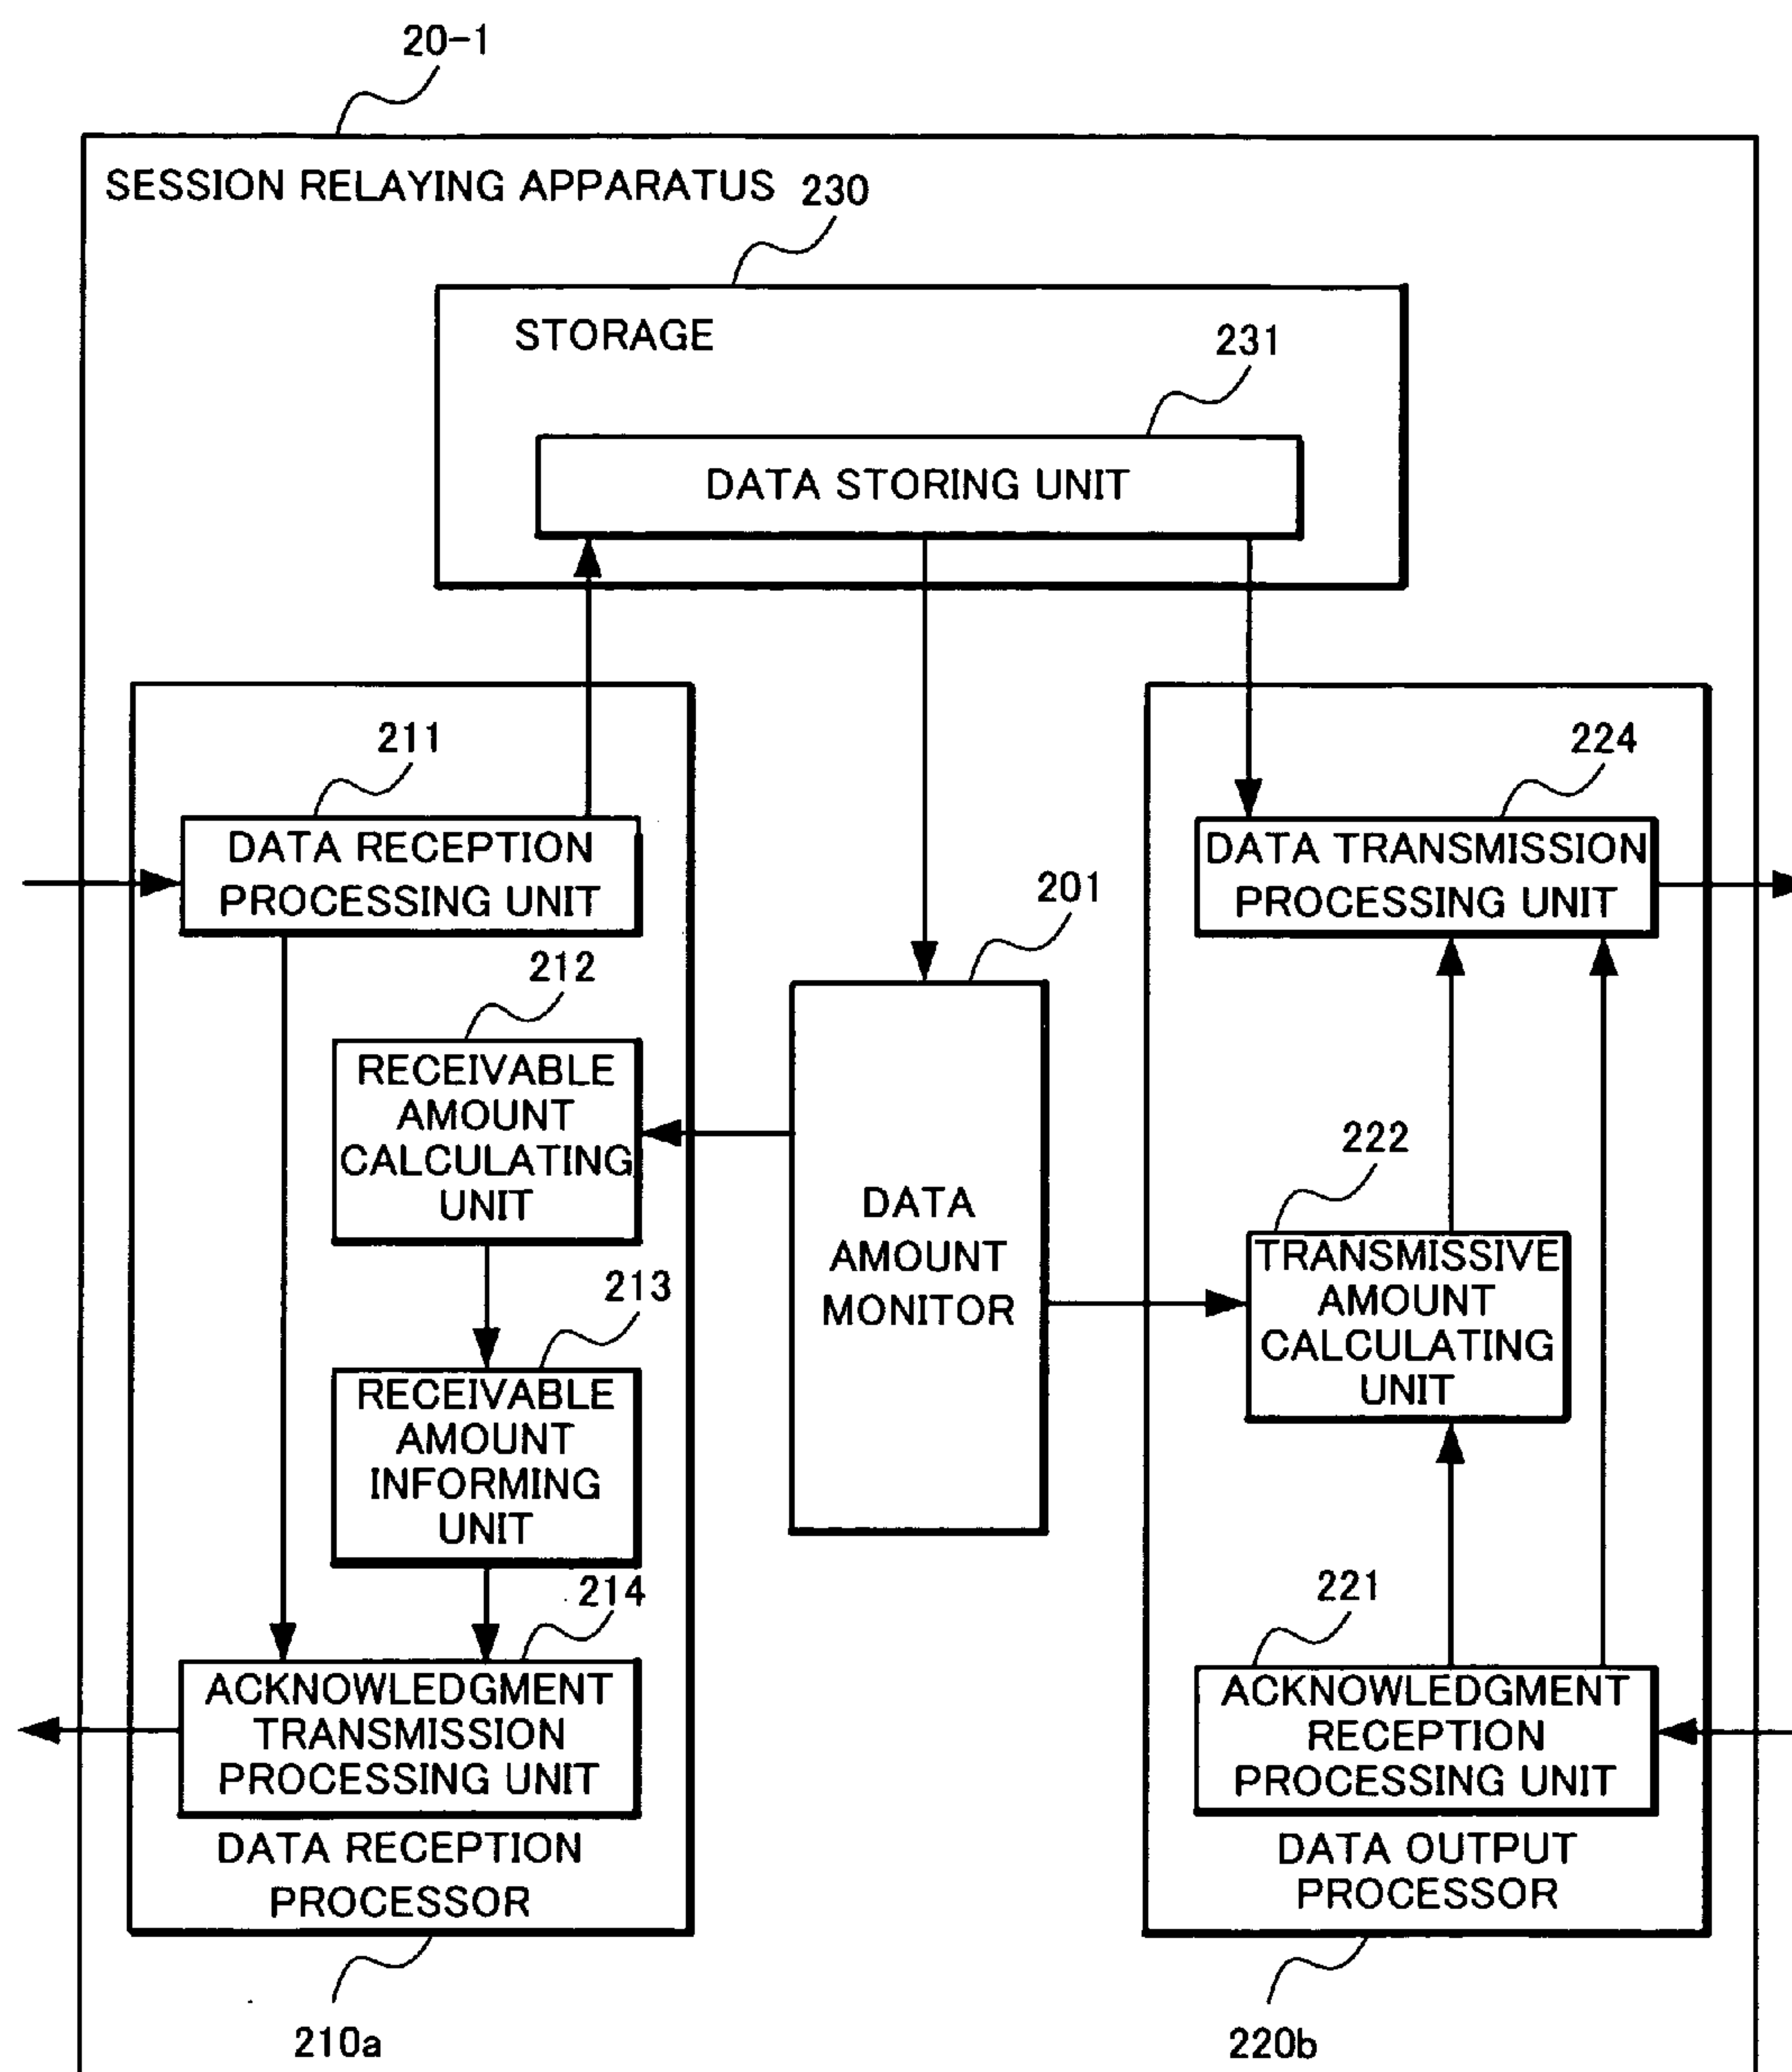 20-1
SESSION RELAYING APPARATUS
230
STORAGE
231
DATA STORING UNIT
211
DATA RECEPTION
PROCESSING UNIT
224
DATA TRANSMISSION
PROCESSING UNIT
201
DATA
AMOUNT
MONITOR
212
RECEIVABLE
AMOUNT
CALCULATING
UNIT
213
RECEIVABLE
AMOUNT
INFORMING
UNIT
222
TRANSMISSIVE
AMOUNT
CALCULATING
UNIT
214
ACKNOWLEDGMENT
TRANSMISSION
PROCESSING UNIT
DATA RECEPTION
PROCESSOR
221
ACKNOWLEDGMENT
RECEPTION
PROCESSING UNIT
DATA OUTPUT
PROCESSOR
210a
220b